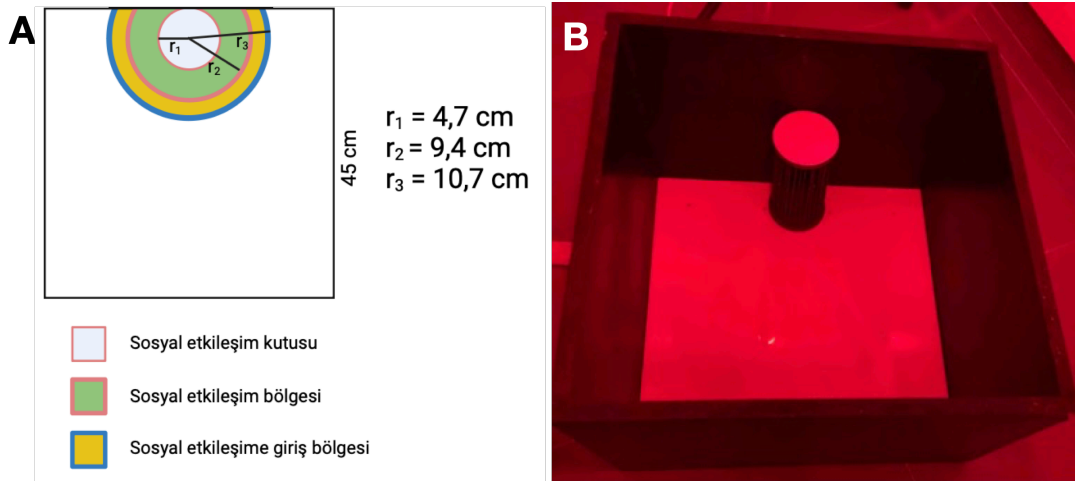 A
r1
r2
r3
45 cm
r1 = 4,7 cm
r2 = 9,4 cm
r3 = 10,7 cm
Sosyal etkileşim kutusu
Sosyal etkileşim bölgesi
Sosyal etkileşime giriş bölgesi
B